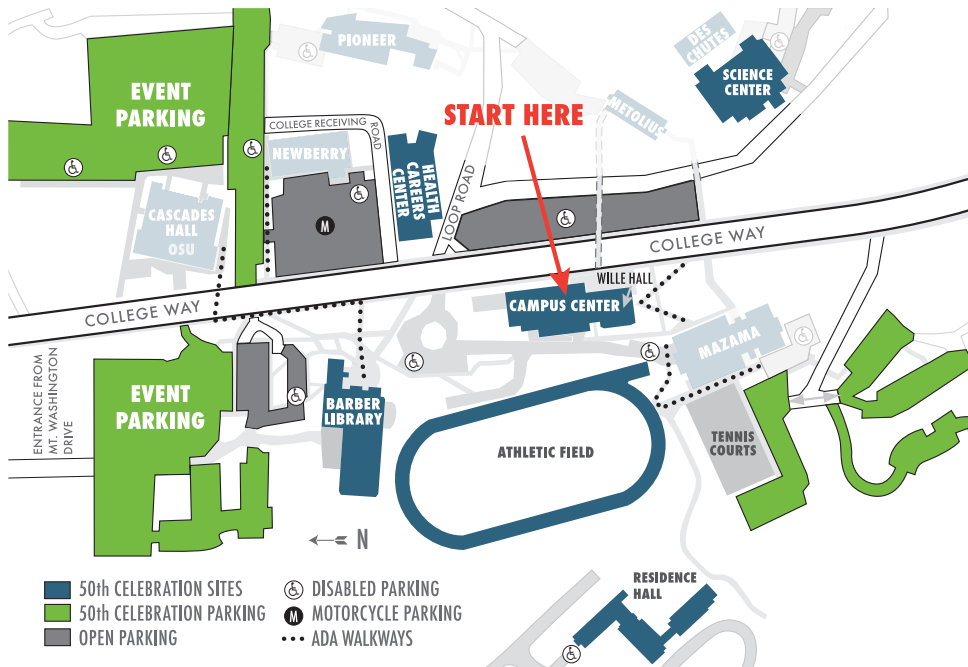 PIONEER
DES
CHUTES
SCIENCE
CENTER
EVENT
PARKING
START HERE
METOLIUS
COLLEGE RECEIVING
ROAD
NEWBERRY
HEALTH
CAREERS
CENTER
LOOP ROAD
CASCADES
HALL
OSU
M
COLLEGE WAY
WILLE HALL
COLLEGE WAY
CAMPUS CENTER
MAZAMA
ENTRANCE FROM
MT. WASHINGTON
DRIVE
EVENT
PARKING
BARBER
LIBRARY
ATHLETIC FIELD
TENNIS
COURTS
N
RESIDENCE
HALL
50th CELEBRATION SITES
50th CELEBRATION PARKING
OPEN PARKING
DISABLED PARKING
M MOTORCYCLE PARKING
ADA WALKWAYS